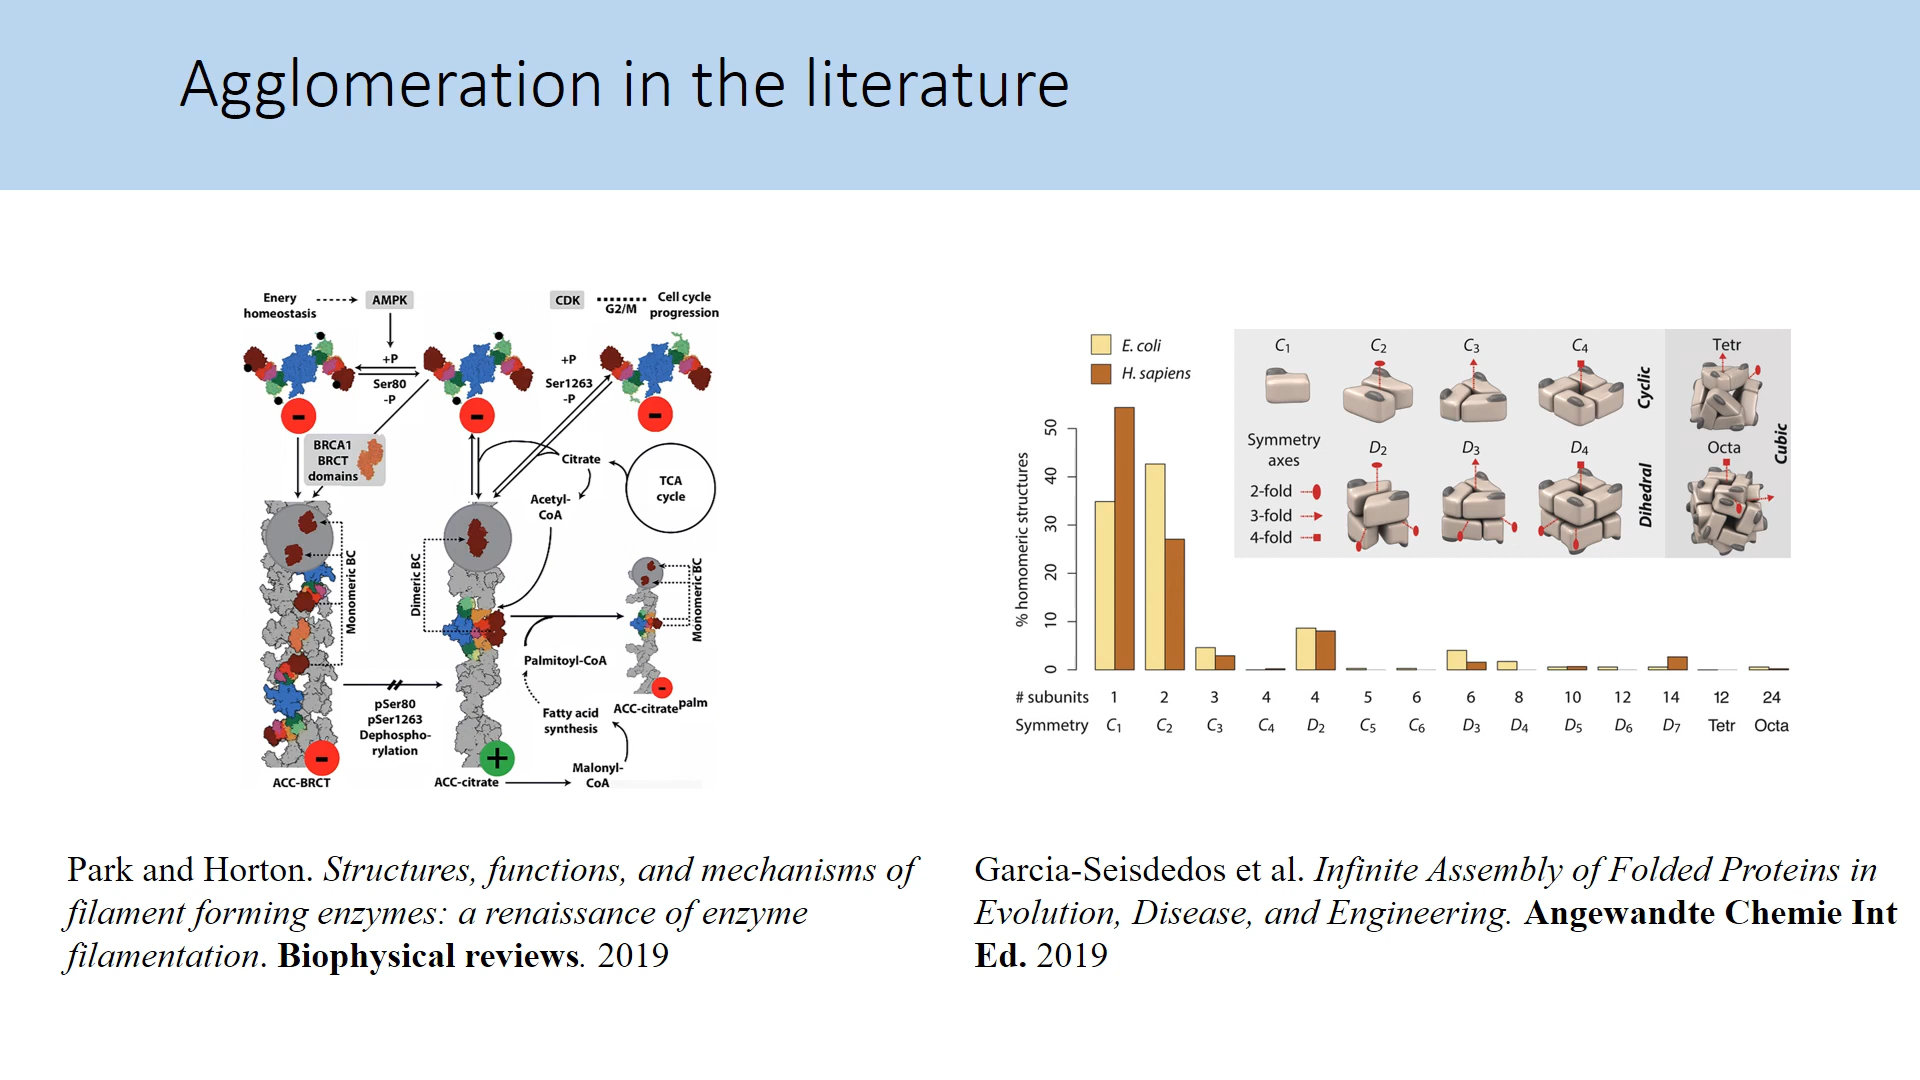 Agglomeration in the literature
Enery
homeostasis
AMPK
CDK
G2/M
Cell cycle
progression
+P
Ser80
-P
+P
Ser1263
-P
-
-
-
BRCA1
BRCT
domains
Citrate
TCA
cycle
Acetyl-
CoA
Monomeric BC
Dimeric BC
Monomeric BC
Palmitoyl-CoA
pSer80
pSer1263
Dephospho-
rylation
Fatty acid
synthesis
-
ACC-citrate palm
-
+
ACC-BRCT
ACC-citrate
Malonyl-
CoA
E. coli
H. sapiens
% homomeric structures
50
40
30
20
10
0
C1 C2 C3 C4
Cyclic
Tetr
Symmetry
axes
2-fold
3-fold
4-fold
D2 D3 D4
Dihedral
Octa
Cubic
# subunits 1 2 3 4 4 5 6 6 8 10 12 14 12 24
Symmetry C1 C2 C3 C4 D2 C5 C6 D3 D4 D5 D6 D7 Tetr Octa
Park and Horton. Structures, functions, and mechanisms of
filament forming enzymes: a renaissance of enzyme
filamentation. Biophysical reviews. 2019
Garcia-Seisdedos et al. Infinite Assembly of Folded Proteins in
Evolution, Disease, and Engineering. Angewandte Chemie Int
Ed. 2019